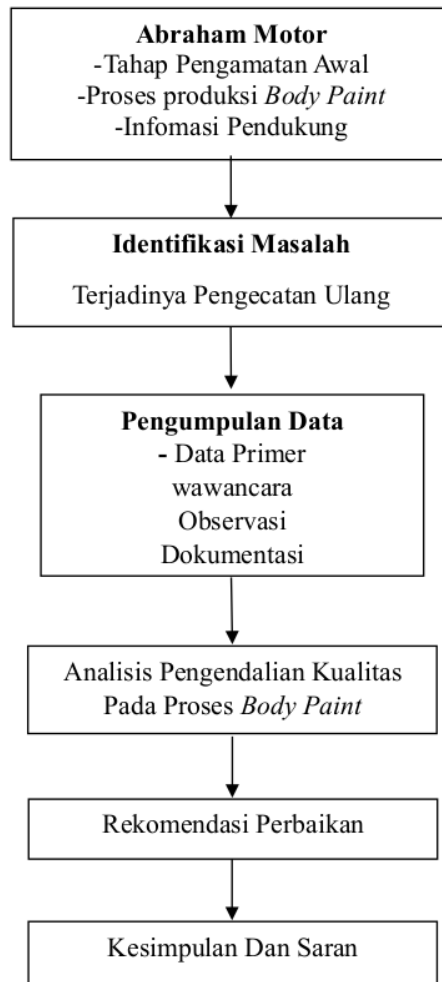 Abraham Motor
-Tahap Pengamatan Awal
-Proses produksi Body Paint
-Infomasi Pendukung
Identifikasi Masalah
Terjadinya Pengecatan Ulang
Pengumpulan Data
- Data Primer
wawancara
Observasi
Dokumentasi
Analisis Pengendalian Kualitas
Pada Proses Body Paint
Rekomendasi Perbaikan
Kesimpulan Dan Saran